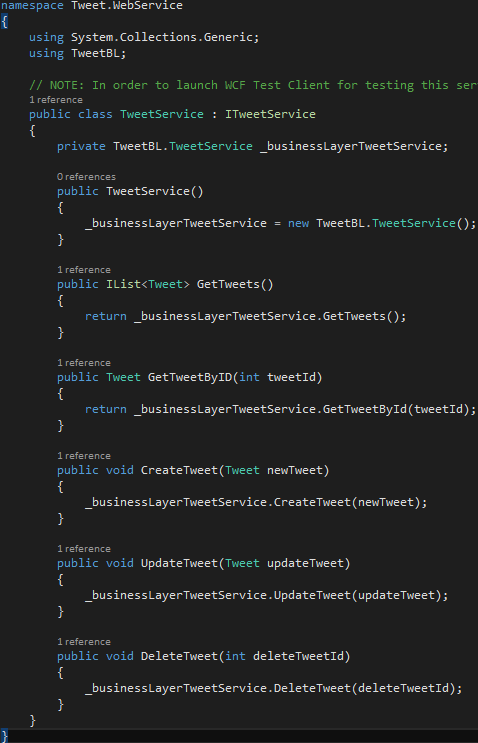 namespace Tweet.WebService
{
    using System.Collections.Generic;
    using TweetBL;

    // NOTE: In order to launch WCF Test Client for testing this ser
    1 reference
    public class TweetService : ITweetService
    {
        private TweetBL.TweetService _businessLayerTweetService;

        0 references
        public TweetService()
        {
            _businessLayerTweetService = new TweetBL.TweetService();
        }

        1 reference
        public IList<Tweet> GetTweets()
        {
            return _businessLayerTweetService.GetTweets();
        }

        1 reference
        public Tweet GetTweetByID(int tweetId)
        {
            return _businessLayerTweetService.GetTweetById(tweetId);
        }

        1 reference
        public void CreateTweet(Tweet newTweet)
        {
            _businessLayerTweetService.CreateTweet(newTweet);
        }

        1 reference
        public void UpdateTweet(Tweet updateTweet)
        {
            _businessLayerTweetService.UpdateTweet(updateTweet);
        }

        1 reference
        public void DeleteTweet(int deleteTweetId)
        {
            _businessLayerTweetService.DeleteTweet(deleteTweetId);
        }
    }
}